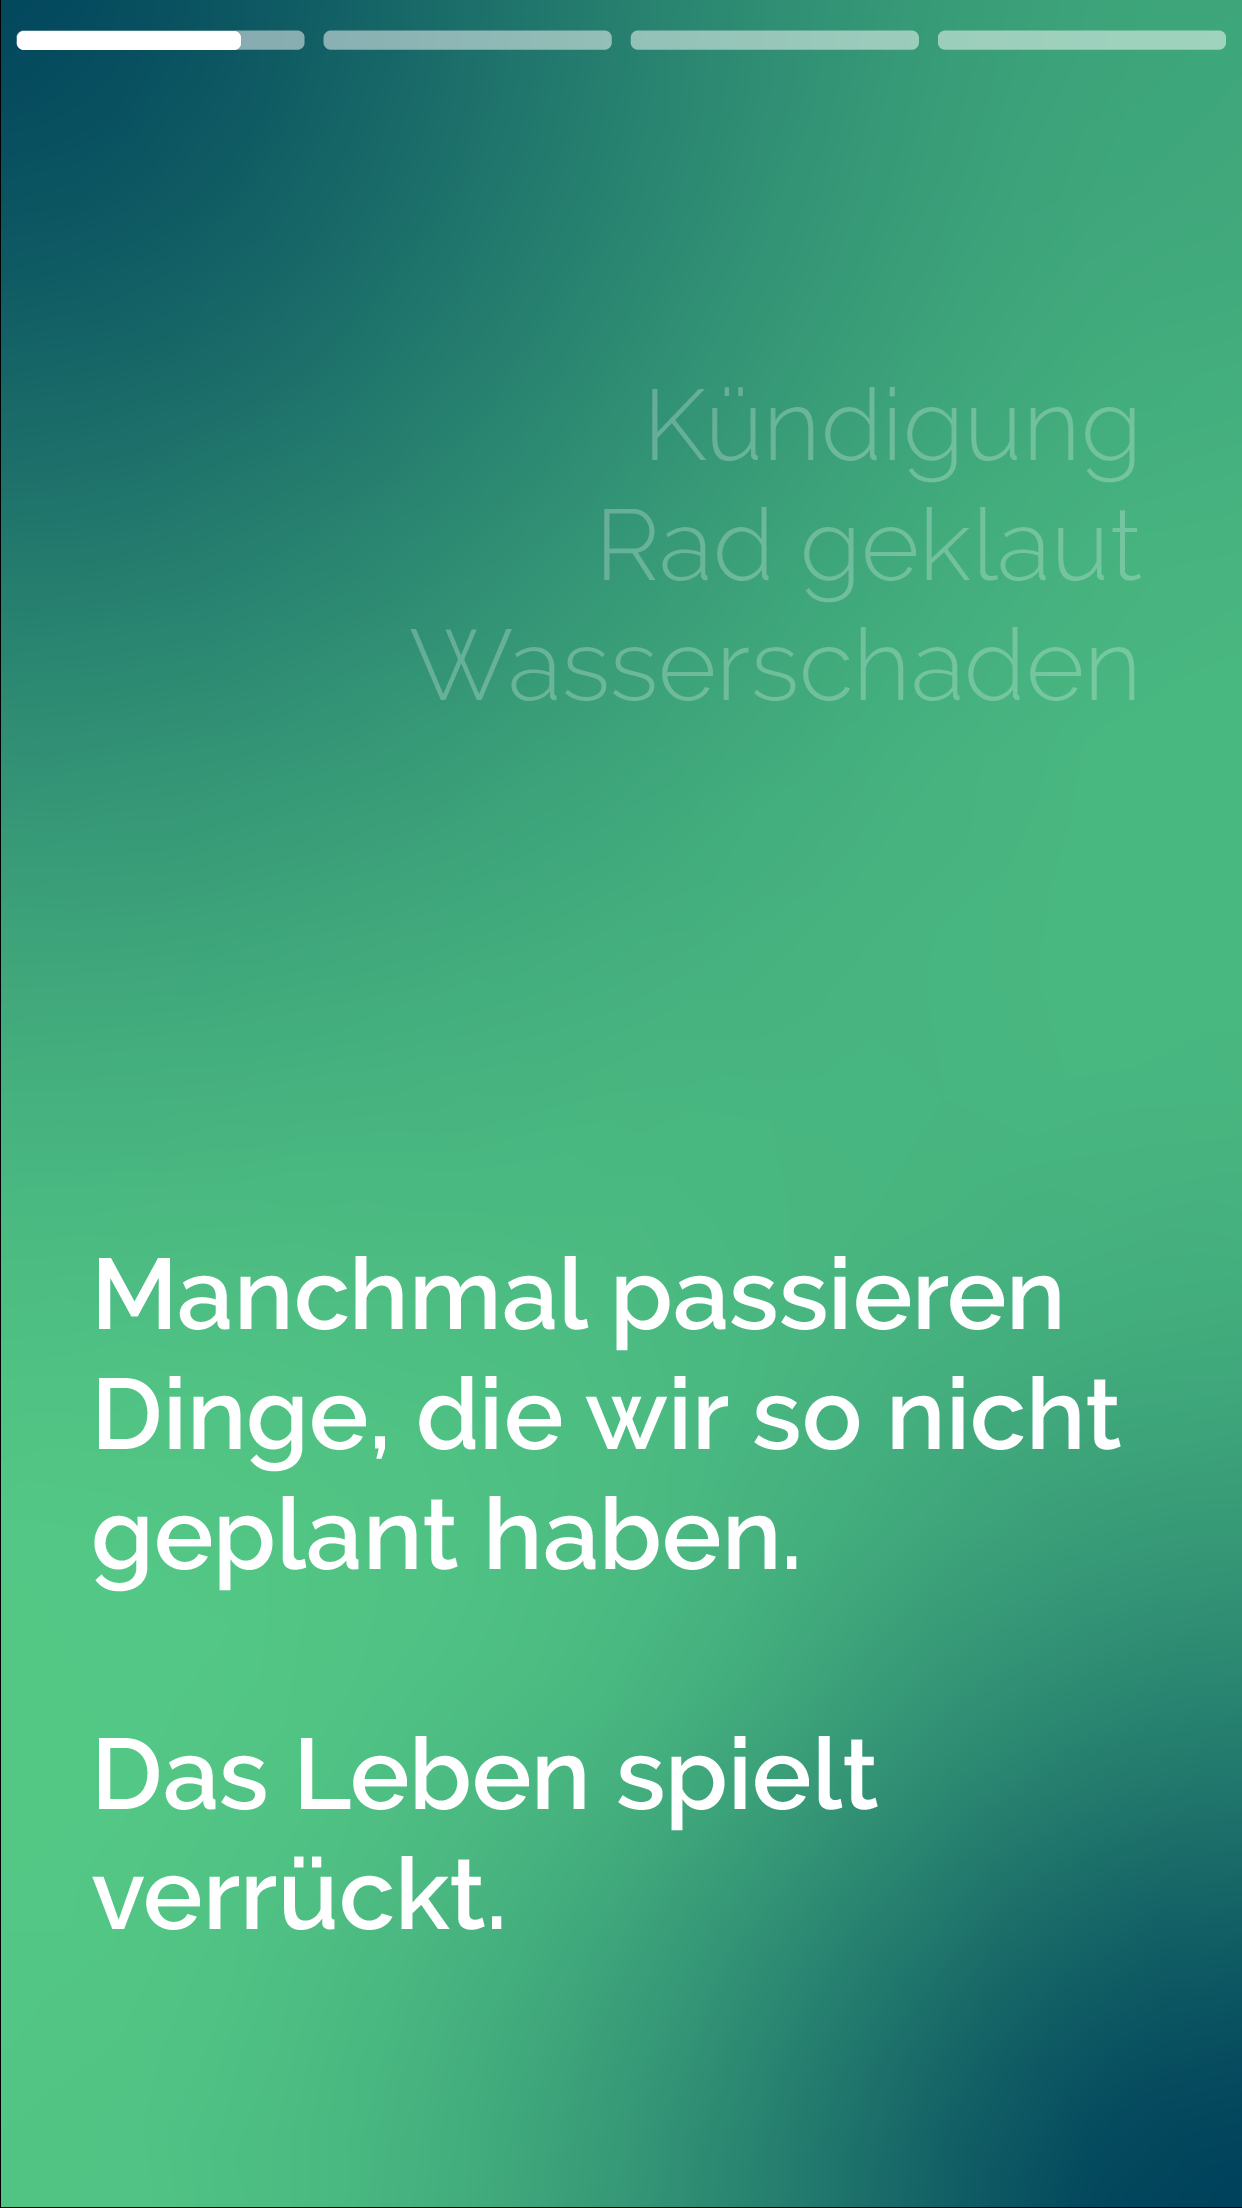 Kündigung
Rad geklaut
Wasserschaden
Manchmal passieren
Dinge, die wir so nicht
geplant haben.
Das Leben spielt
verrückt.